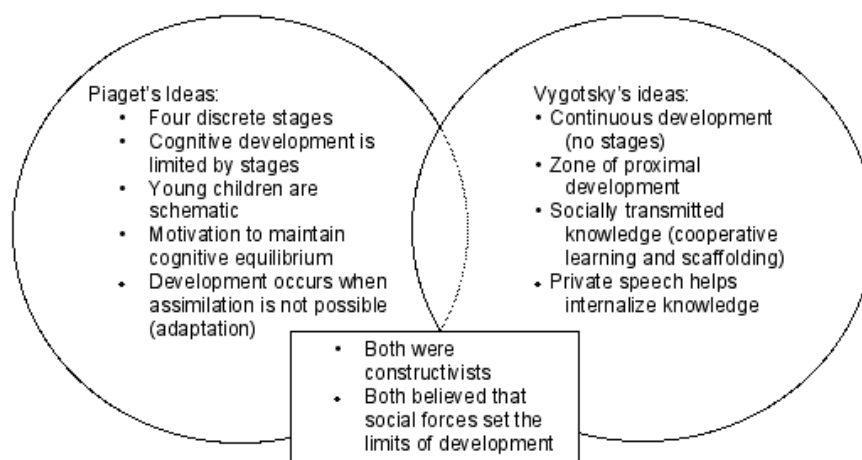 Piaget's Ideas:
• Four discrete stages
• Cognitive development is
limited by stages
• Young children are
schematic
• Motivation to maintain
cognitive equilibrium
• Development occurs when
assimilation is not possible
(adaptation)
Vygotsky's ideas:
• Continuous development
(no stages)
• Zone of proximal
development
• Socially transmitted
knowledge (cooperative
learning and scaffolding)
• Private speech helps
internalize knowledge
• Both were
constructivists
• Both believed that
social forces set the
limits of development